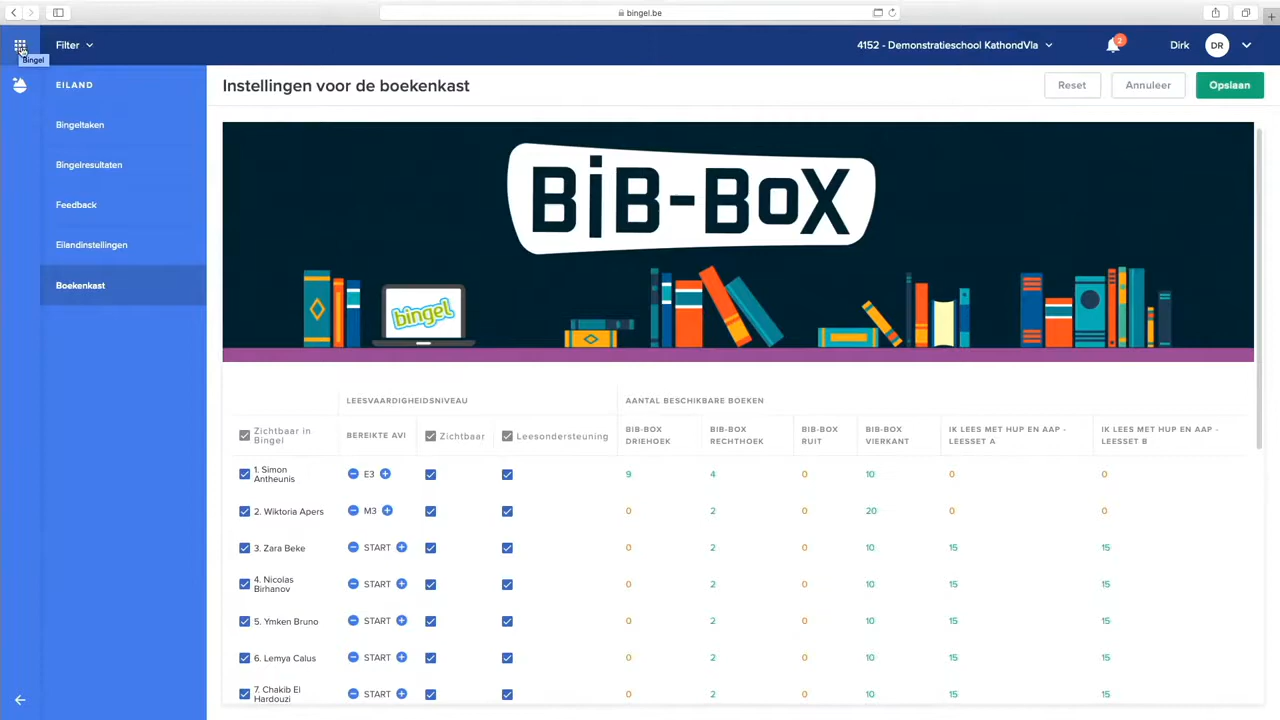 bingel.be
Filter
4152 - Demonstratieschool KathondVla
2
Dirk
DR
Bingel
EILAND
Bingeltaken
Bingelresultaten
Feedback
Eilandinstellingen
Boekenkast
Instellingen voor de boekenkast
Reset
Annuleer
Opslaan
BiB-BoX
bingel
LEESVAARDIGHEIDSNIVEAU
AANTAL BESCHIKBARE BOEKEN
Zichtbaar in
Bingel
BEREIKTE AVI
Zichtbaar
Leesondersteuning
BIB-BOX
DRIEHOEK
BIB-BOX
RECHTHOEK
BIB-BOX
RUIT
BIB-BOX
VIERKANT
IK LEES MET HUP EN AAP -
LEESSET A
IK LEES MET HUP EN AAP -
LEESSET B
1. Simon
Antheunis
E3
9
4
0
10
0
0
2. Wiktoria Apers
M3
0
2
0
20
0
0
3. Zara Beke
START
0
2
0
10
15
15
4. Nicolas
Birhanov
START
0
2
0
10
15
15
5. Ymken Bruno
START
0
2
0
10
15
15
6. Lemya Calus
START
0
2
0
10
15
15
7. Chakib El
Hardouzi
START
0
2
0
10
15
15